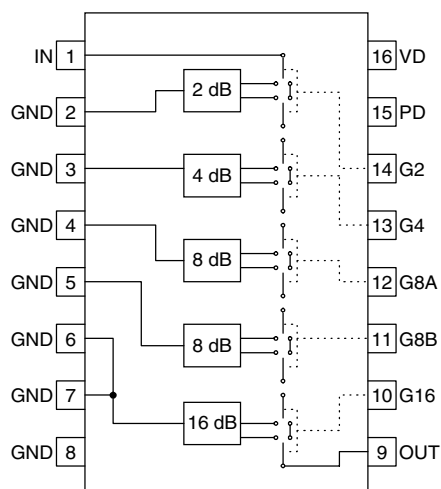 IN 1
16 VD
2 dB
GND 2
15 PD
GND 3
4 dB
14 G2
GND 4
13 G4
8 dB
GND 5
12 G8A
GND 6
8 dB
11 G8B
GND 7
10 G16
16 dB
GND 8
9 OUT